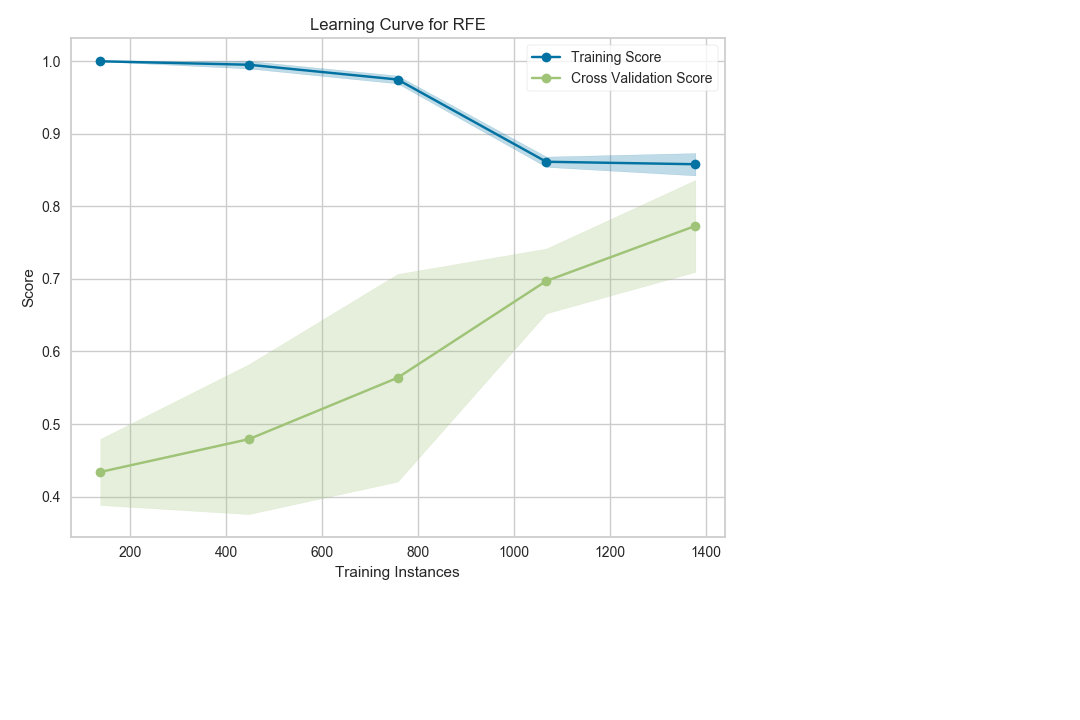 Learning Curve for RFE
Training Score
Cross Validation Score
1.0
0.9
0.8
0.7
0.6
0.5
0.4
Score
200 400 600 800 1000 1200 1400
Training Instances